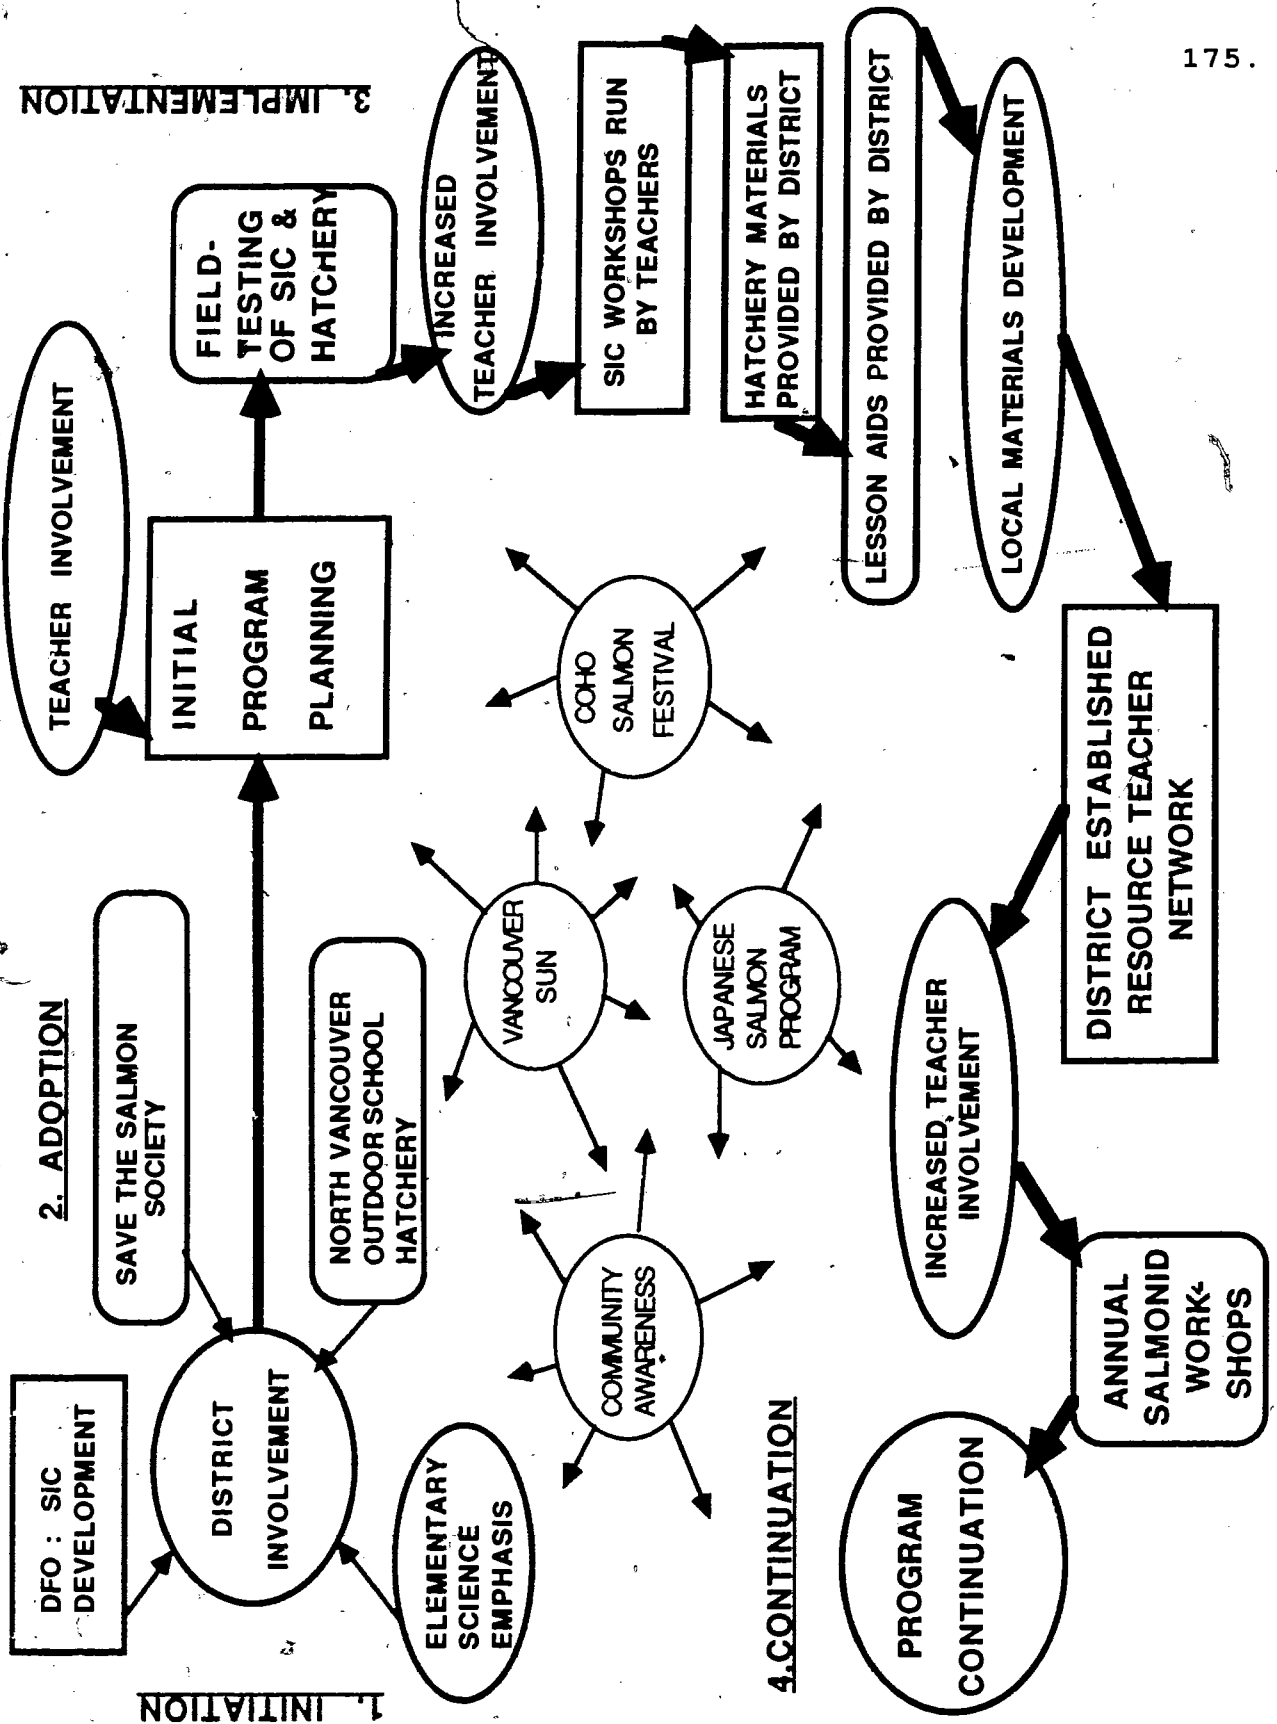 175.
1. INITIATION
DFO : SIC
DEVELOPMENT
DISTRICT
INVOLVEMENT
ELEMENTARY
SCIENCE
EMPHASIS
2. ADOPTION
SAVE THE SALMON
SOCIETY
NORTH VANCOUVER
OUTDOOR SCHOOL
HATCHERY
TEACHER INVOLVEMENT
INITIAL
PROGRAM
PLANNING
3. IMPLEMENTATION
FIELD-
TESTING
OF SIC &
HATCHERY
INCREASED
TEACHER INVOLVEMENT
SIC WORKSHOPS RUN
BY TEACHERS
HATCHERY MATERIALS
PROVIDED BY DISTRICT
LESSON AIDS PROVIDED BY DISTRICT
LOCAL MATERIALS DEVELOPMENT
COMMUNITY
AWARENESS
VANCOUVER
SUN
JAPANESE
SALMON
PROGRAM
COHO
SALMON
FESTIVAL
4.CONTINUATION
DISTRICT ESTABLISHED
RESOURCE TEACHER
NETWORK
INCREASED TEACHER
INVOLVEMENT
ANNUAL
SALMONID
WORK-
SHOPS
PROGRAM
CONTINUATION